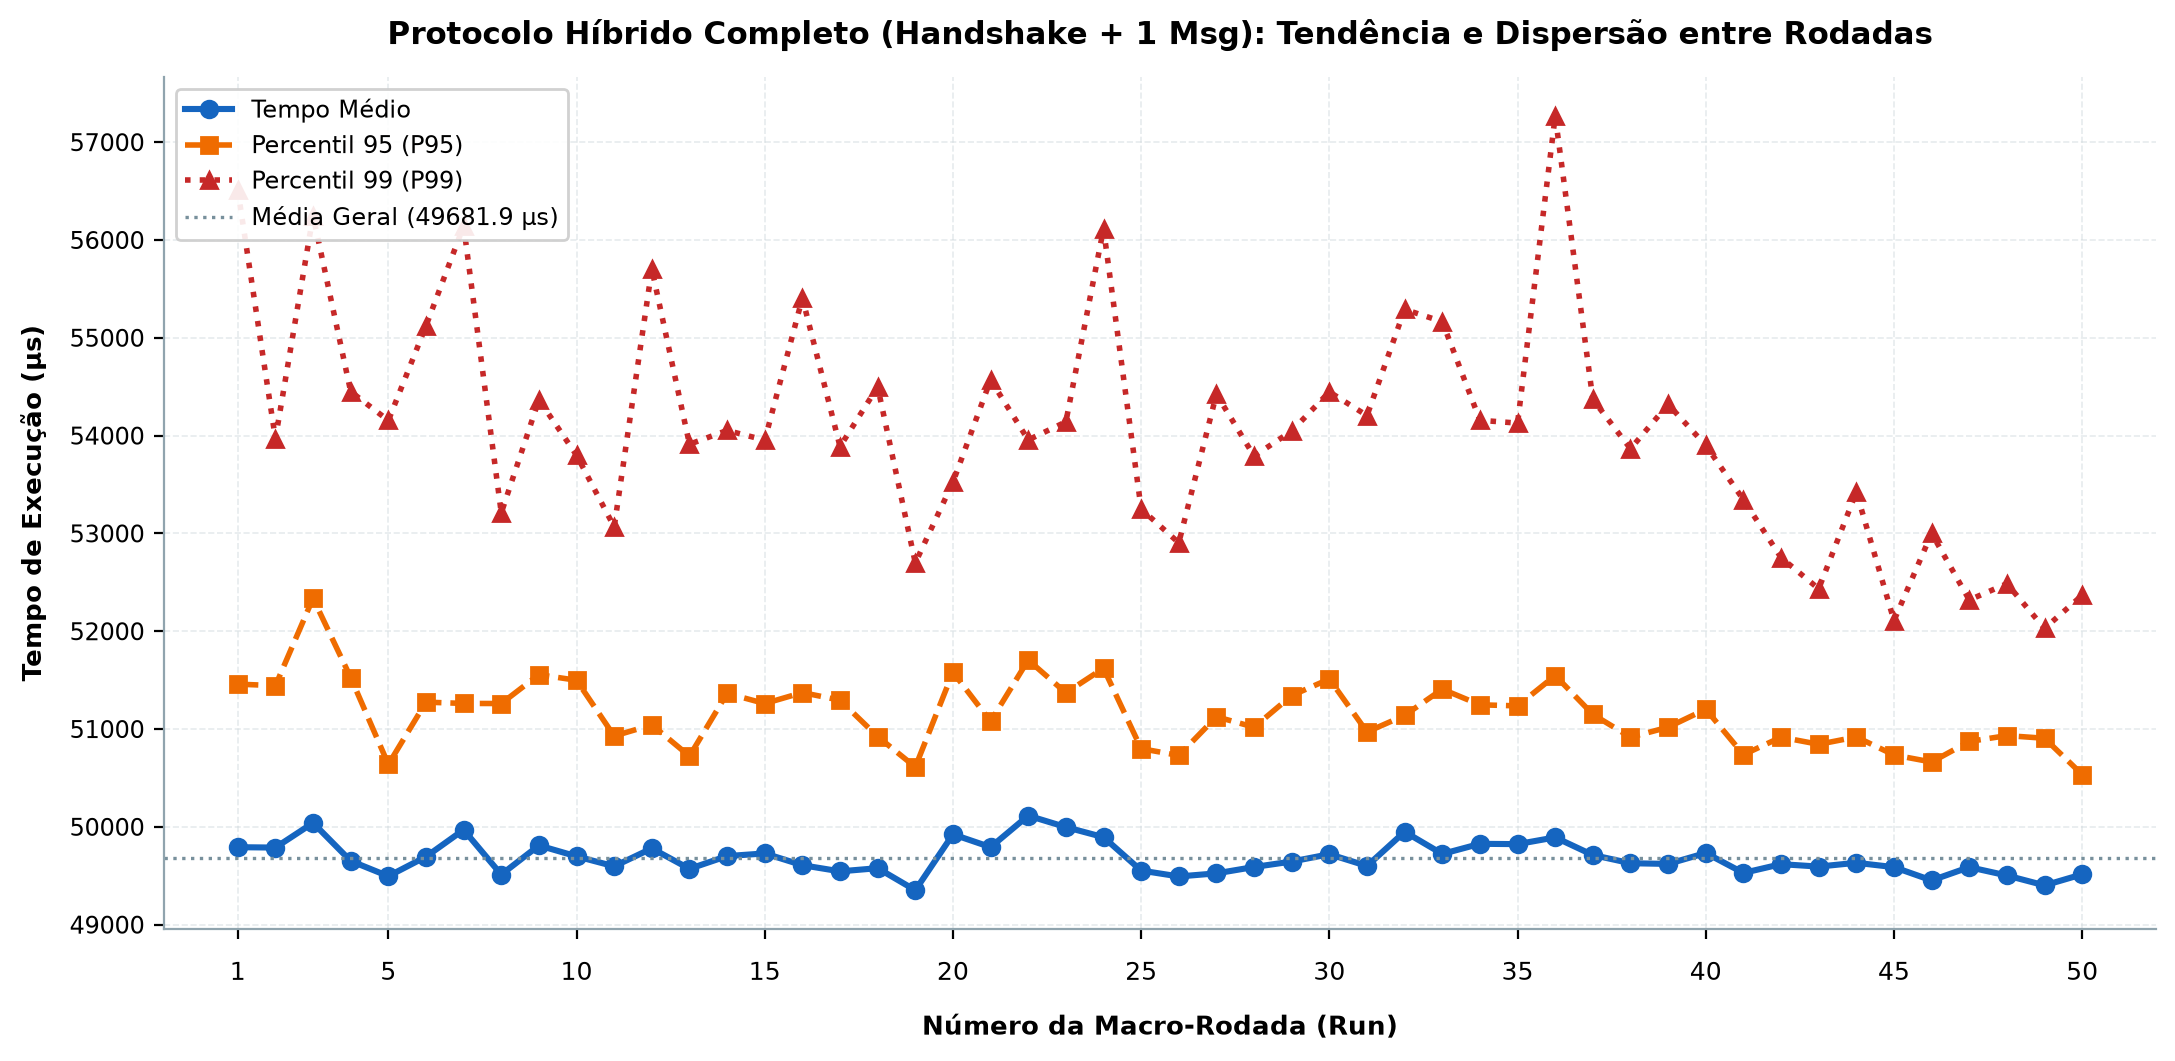 Protocolo Híbrido Completo (Handshake + 1 Msg): Tendência e Dispersão entre Rodadas
Tempo Médio
Percentil 95 (P95)
Percentil 99 (P99)
Média Geral (49681.9 µs)
Tempo de Execução (µs)
57000
56000
55000
54000
53000
52000
51000
50000
49000
1 5 10 15 20 25 30 35 40 45 50
Número da Macro-Rodada (Run)